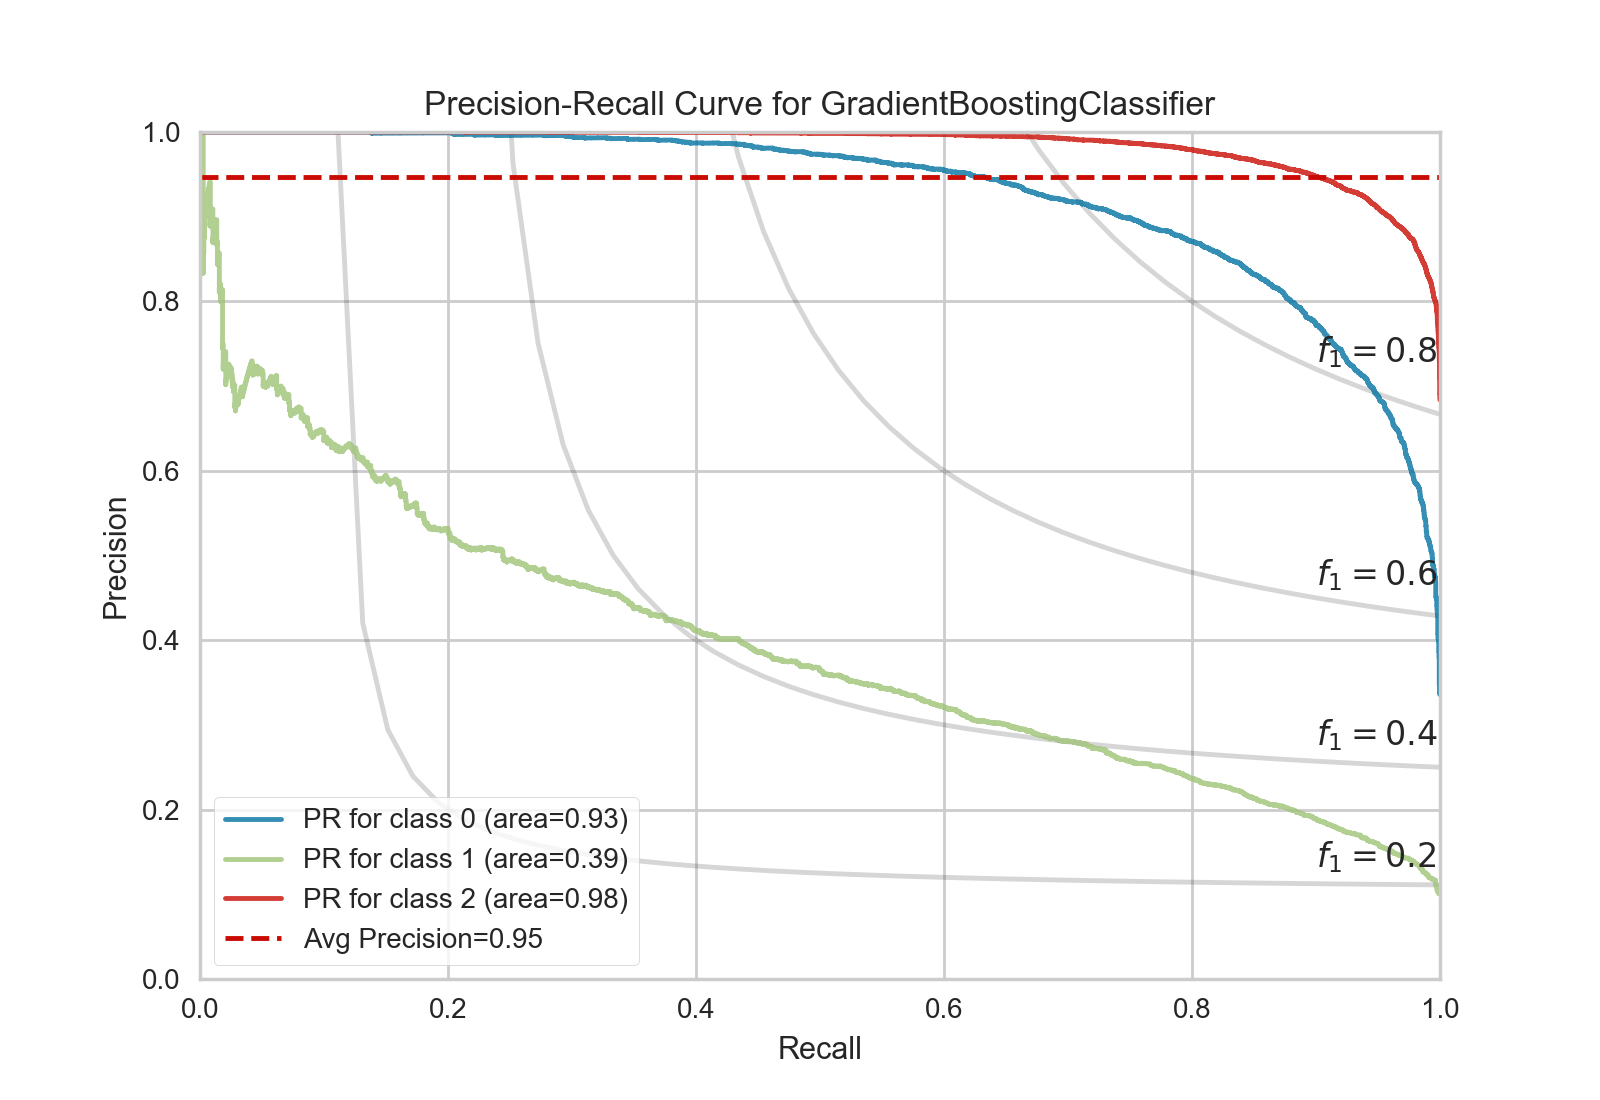 Precision-Recall Curve for GradientBoostingClassifier
1.0
0.8
0.6
0.4
0.2
0.0
Precision
f1 = 0.8
f1 = 0.6
f1 = 0.4
f1 = 0.2
PR for class 0 (area=0.93)
PR for class 1 (area=0.39)
PR for class 2 (area=0.98)
Avg Precision=0.95
0.0 0.2 0.4 0.6 0.8 1.0
Recall